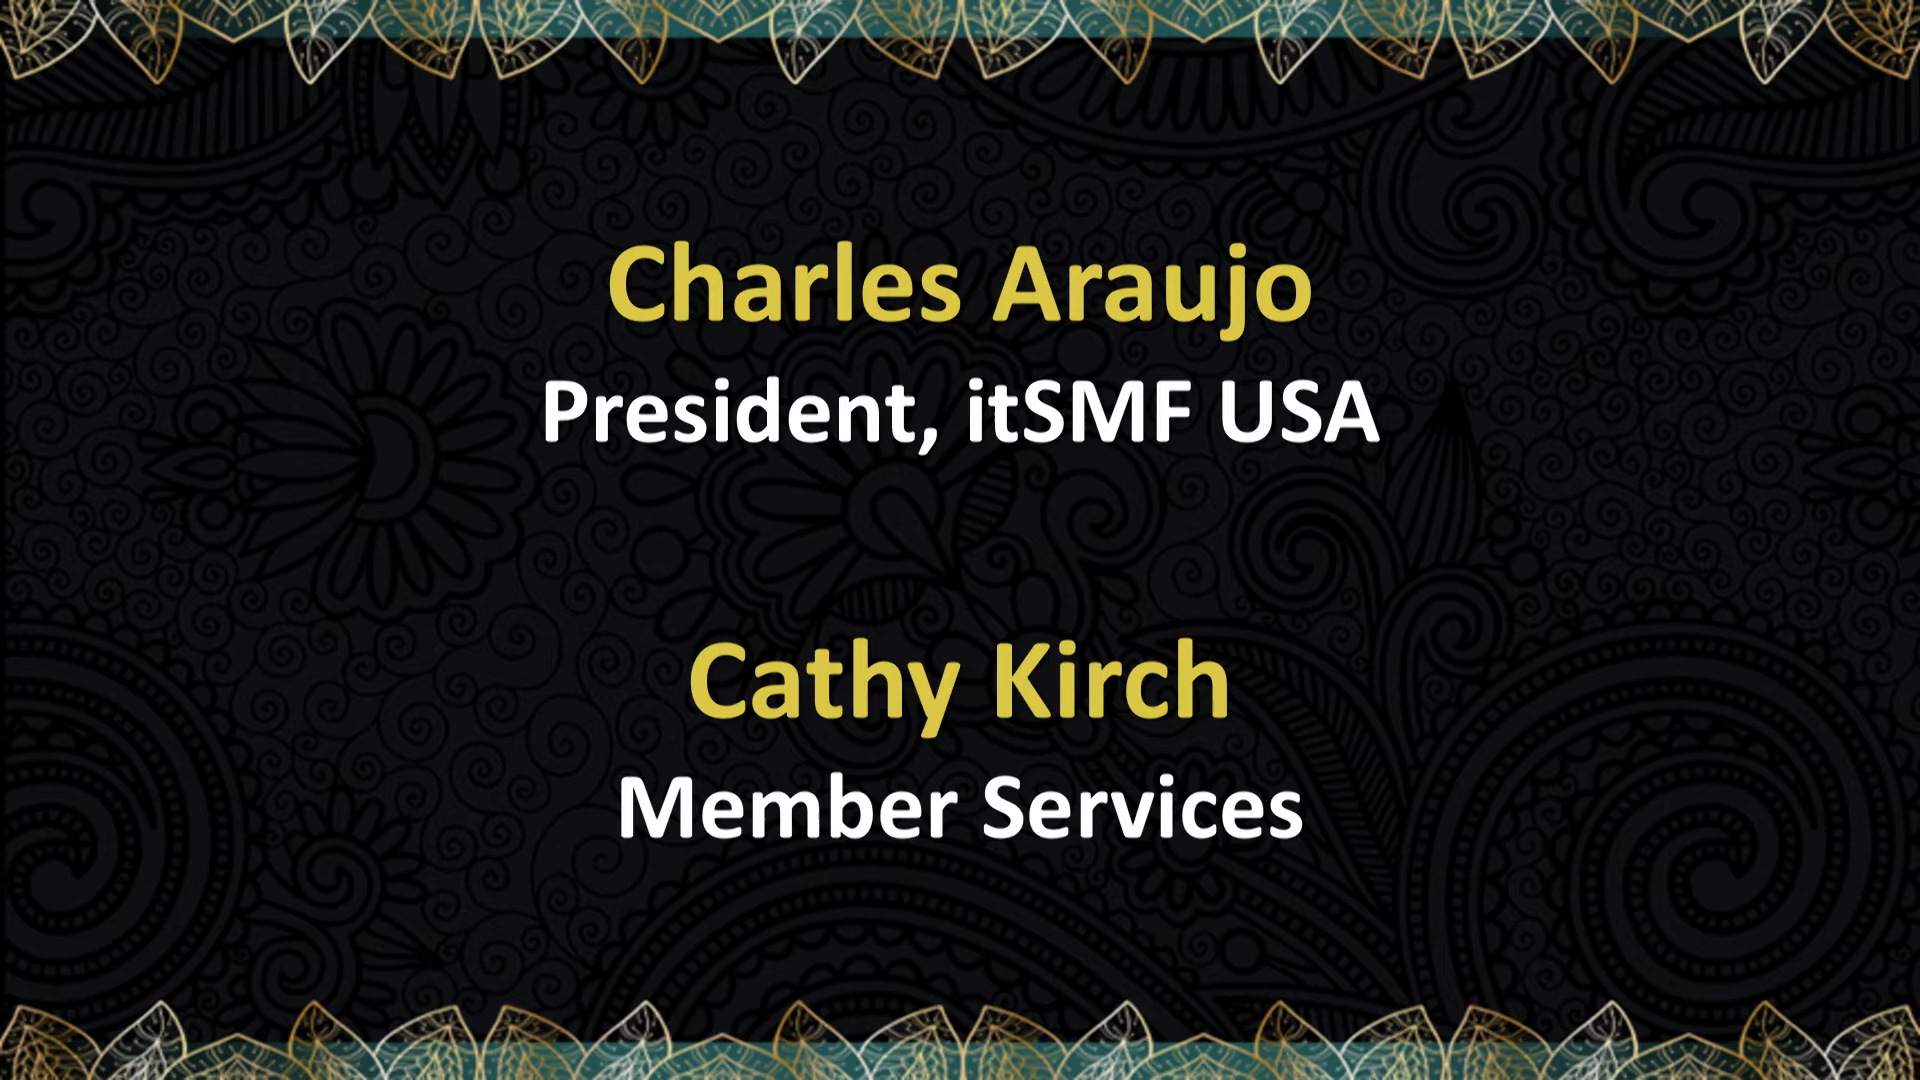 Charles Araujo
President, itSMF USA
Cathy Kirch
Member Services